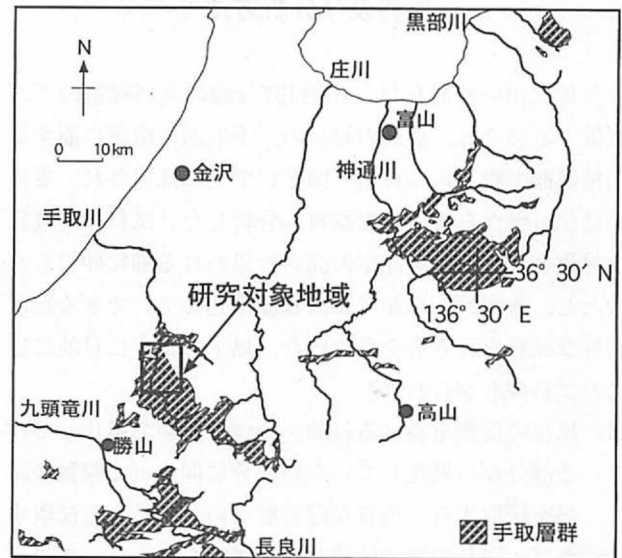 黒部川
N
庄川
富山
0 10km
金沢
神通川
手取川
36° 30′ N
研究対象地域
136° 30′ E
九頭竜川
高山
勝山
手取層群
長良川